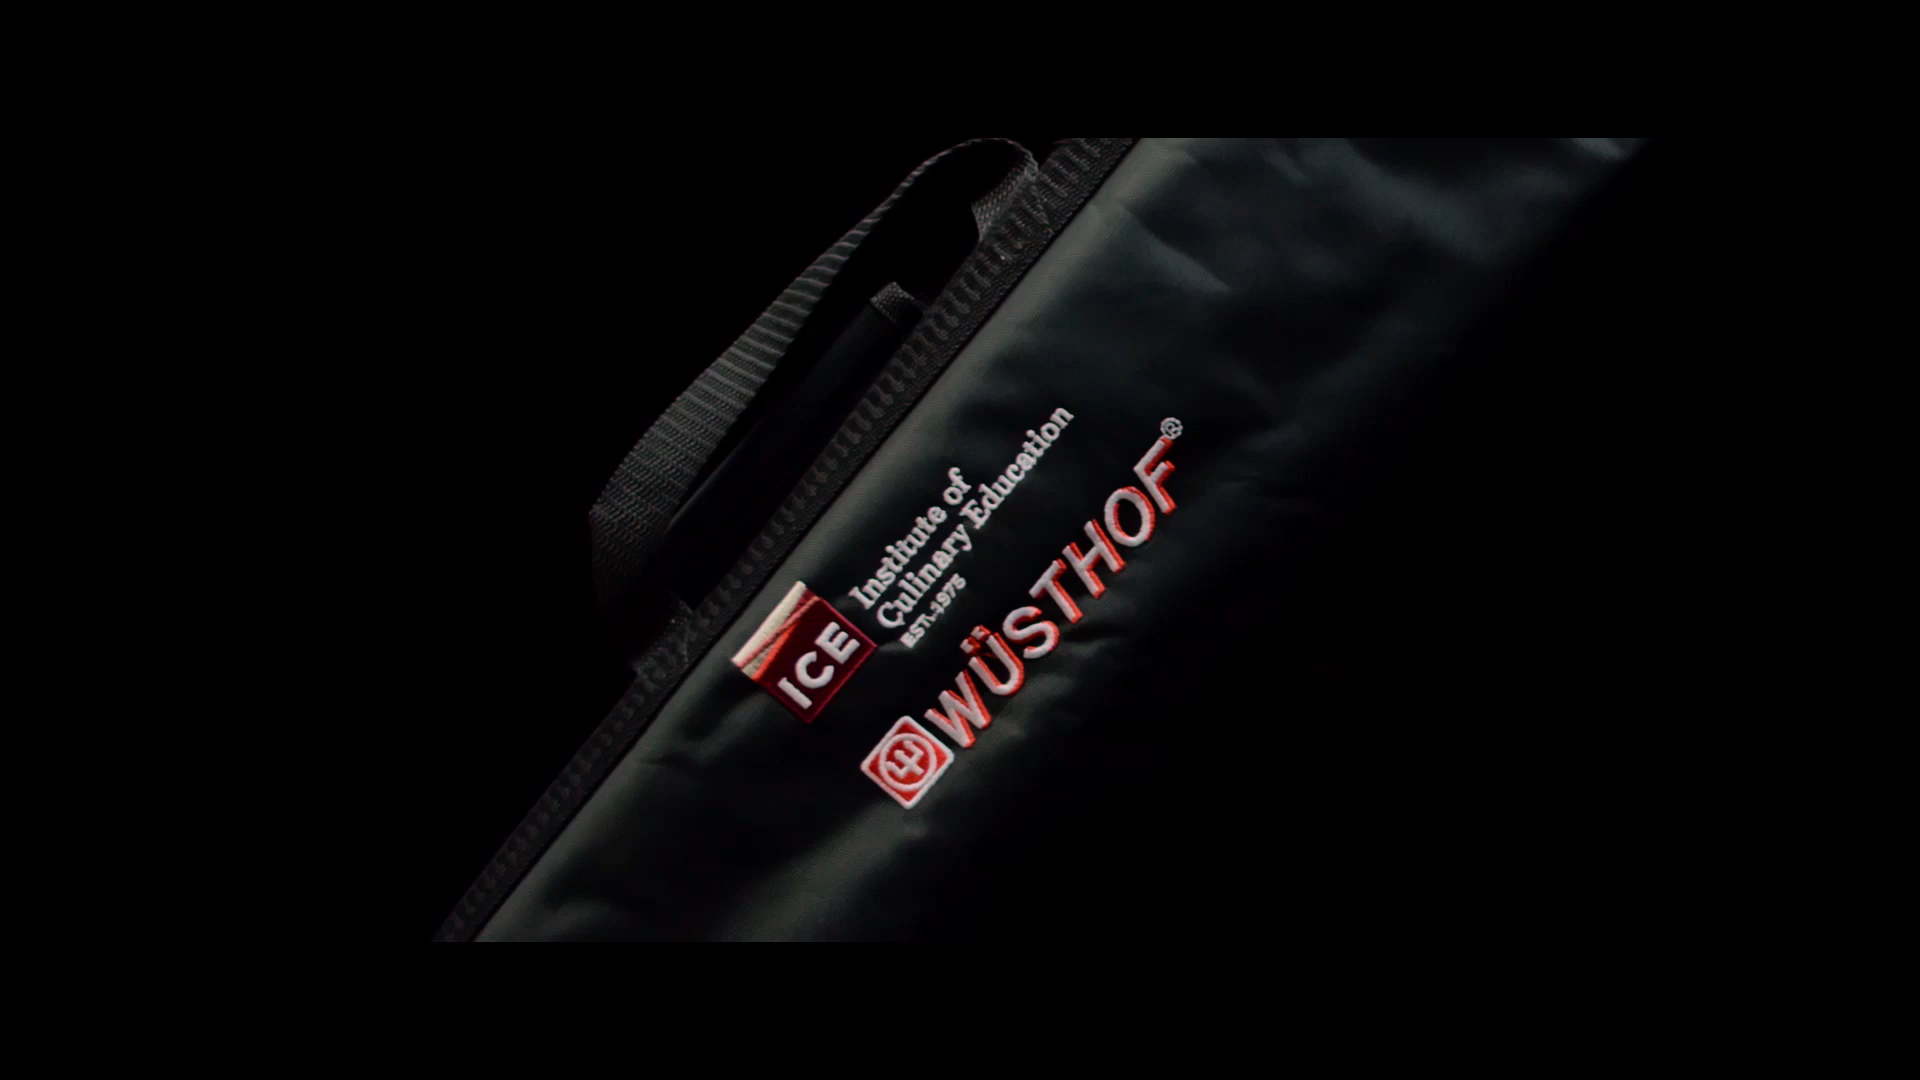 ICE
Institute of
Culinary Education
EST. 1975
WÜSTHOF®